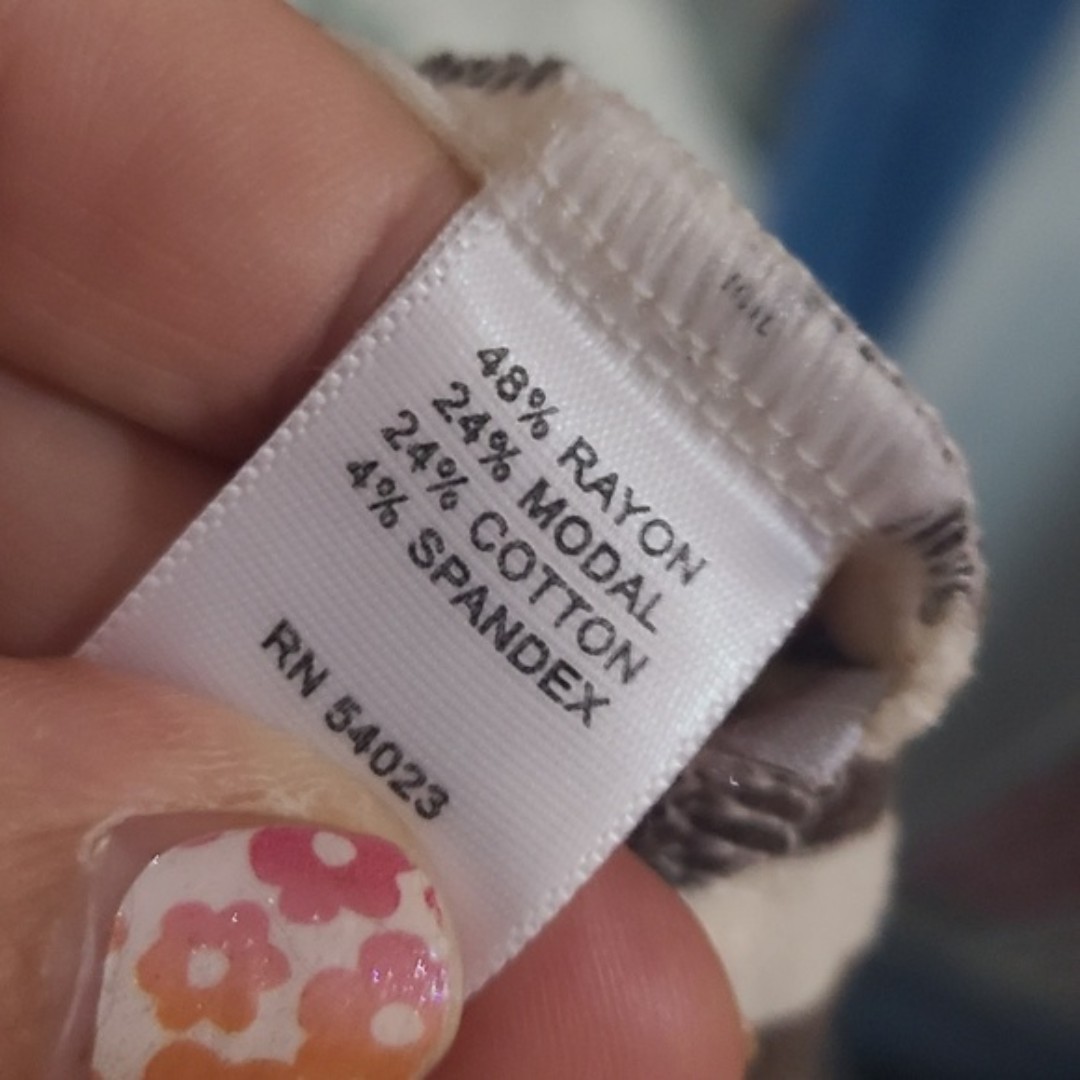 48% RAYON
24% MODAL
24% COTTON
4% SPANDEX
RN 54023